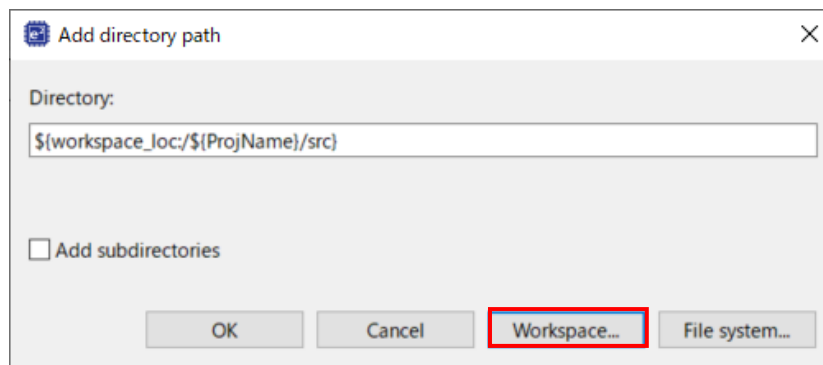 Add directory path
Directory:
${workspace_loc:/${ProjName}/src}
Add subdirectories
OK
Cancel
Workspace...
File system...